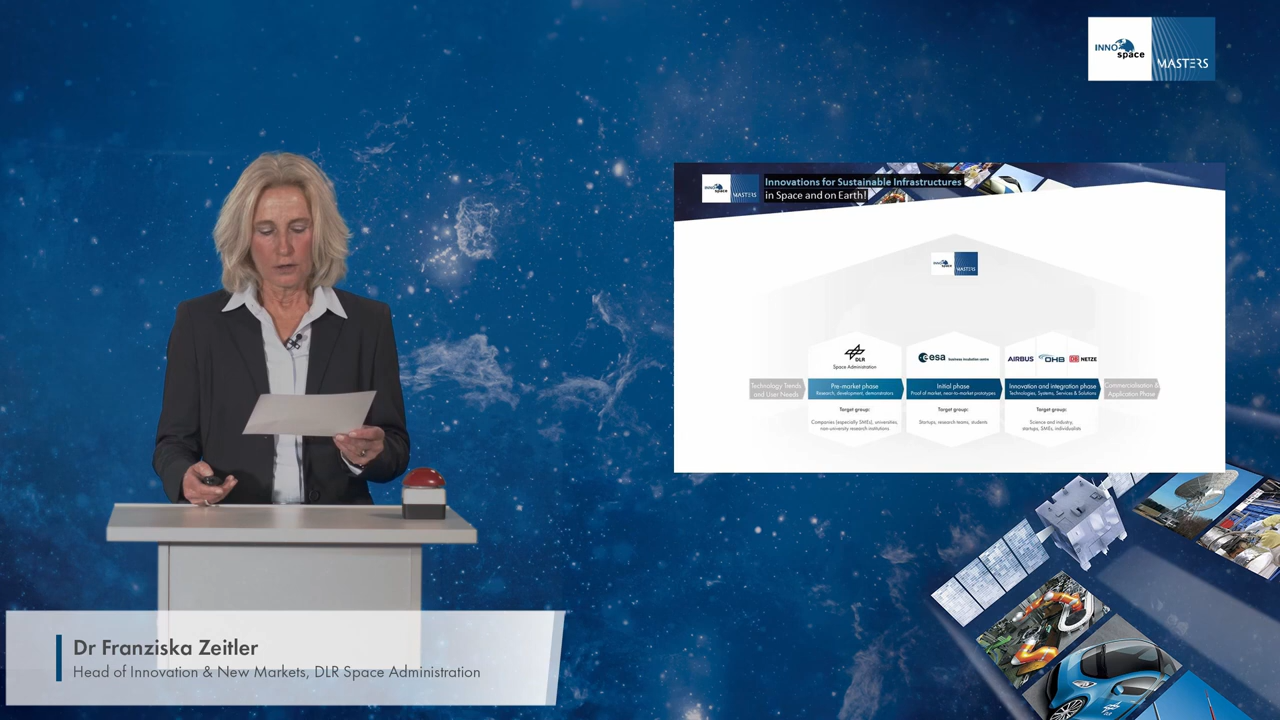 INNO
space
MASTERS
INNO
space
MASTERS
Innovations for Sustainable Infrastructures
in Space and on Earth!
INNO
space
MASTERS
DLR
Space Administration
esa business incubation centre
AIRBUS OHB DB NETZE
Technology Trends
and User Needs
Pre-market phase
Research, development, demonstrators
Initial phase
Proof of market, near-to-market prototypes
Innovation and integration phase
Technologies, Systems, Services & Solutions
Commercialisation &
Application Phase
Target group:
Companies (especially SMEs), universities,
non-university research institutions
Target group:
Startups, research teams, students
Target group:
Science and industry,
startups, SMEs, individualists
Dr Franziska Zeitler
Head of Innovation & New Markets, DLR Space Administration